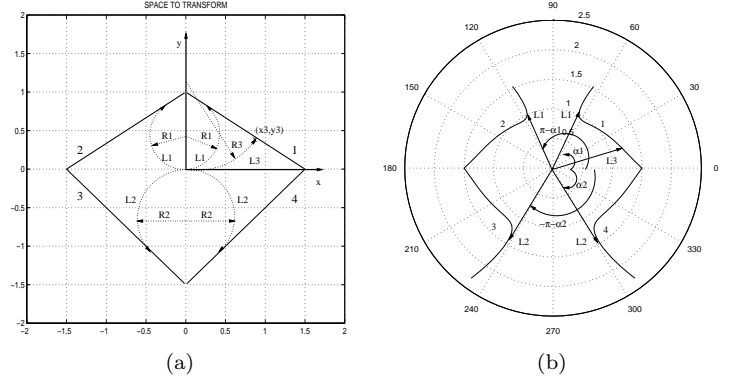 SPACE TO TRANSFORM
2
1.5
1
0.5
0
−0.5
−1
−1.5
−2
−2
−1.5
−1
−0.5
0
0.5
1
1.5
2
y
x
(x3,y3)
R1
R1
R3
L1
L1
L3
2
1
3
4
L2
L2
R2
R2
(a)
90
2.5
120
60
2
1.5
150
30
1
0.5
180
0
210
330
240
300
270
L1
L1
2
1
π−α1
α1
L3
α2
−π−α2
3
4
L2
L2
(b)